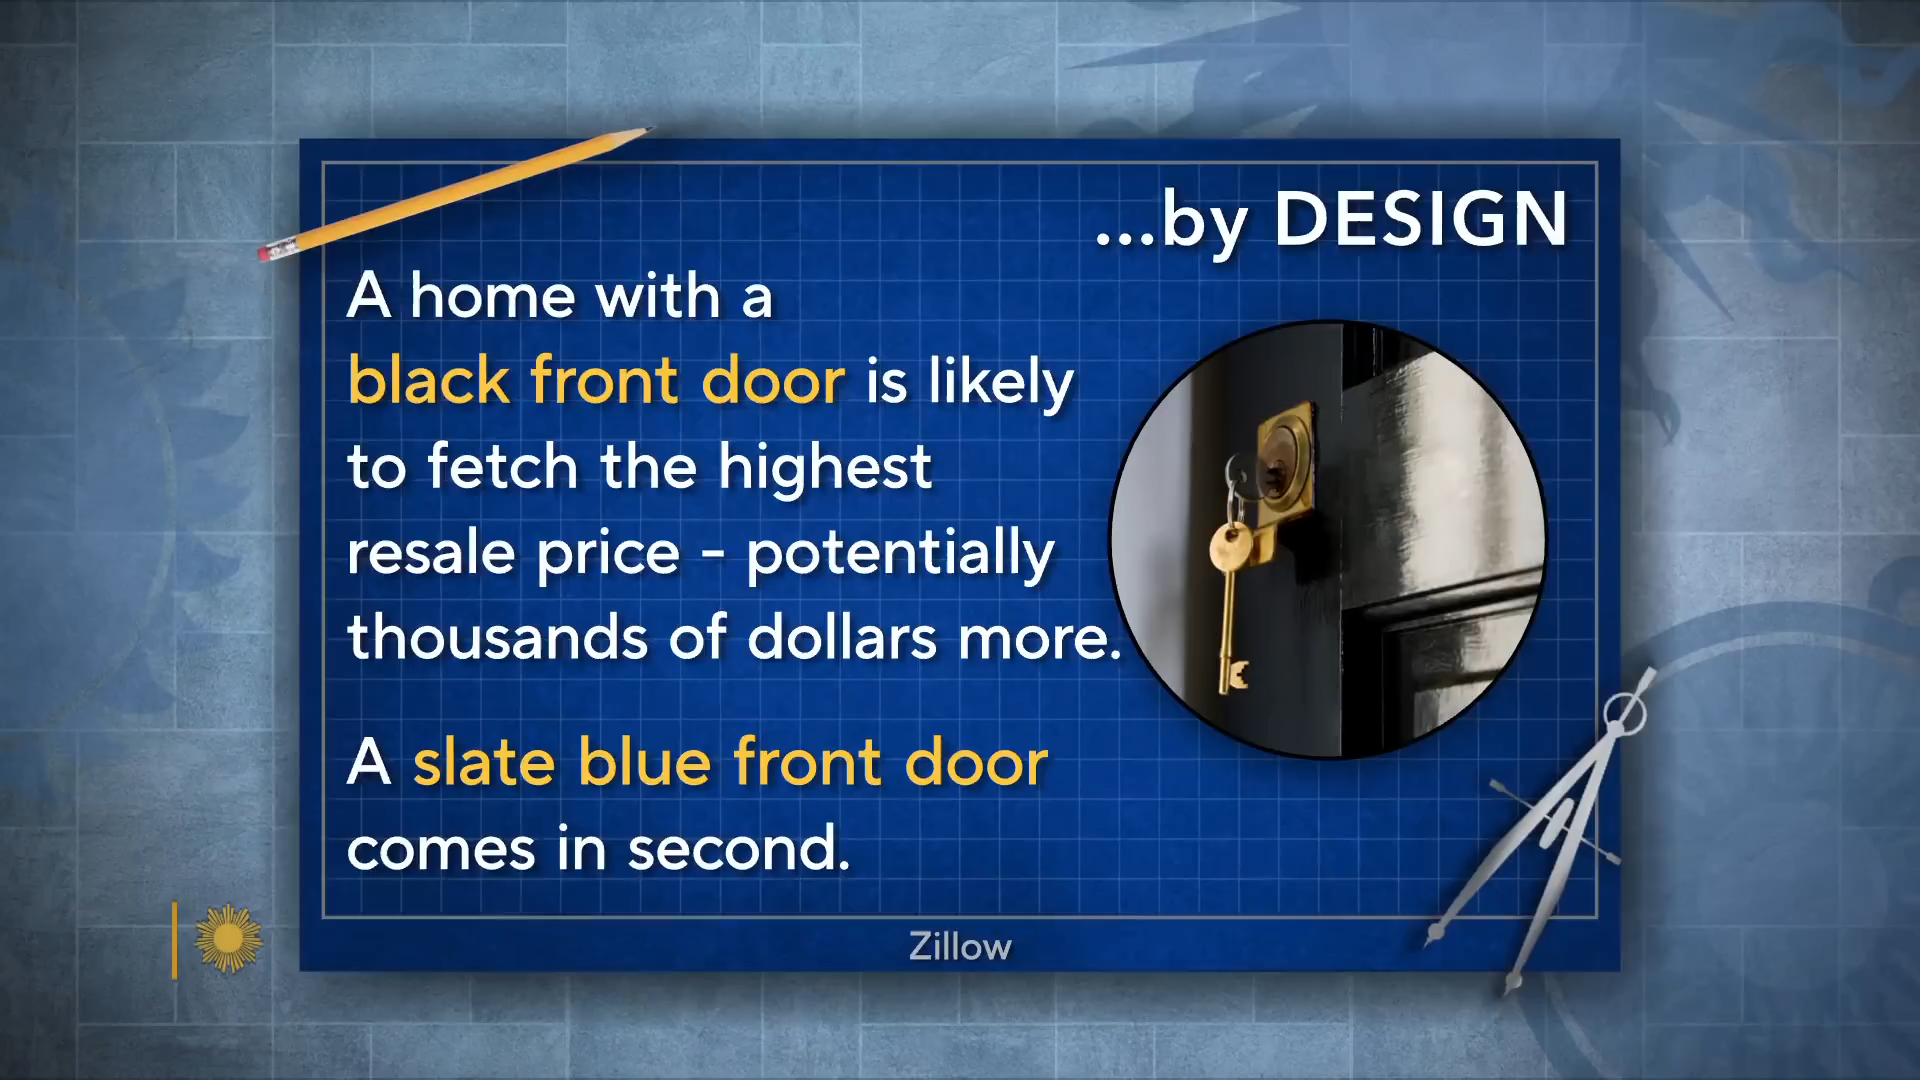 ...by DESIGN
A home with a
black front door is likely
to fetch the highest
resale price - potentially
thousands of dollars more.
A slate blue front door
comes in second.
Zillow